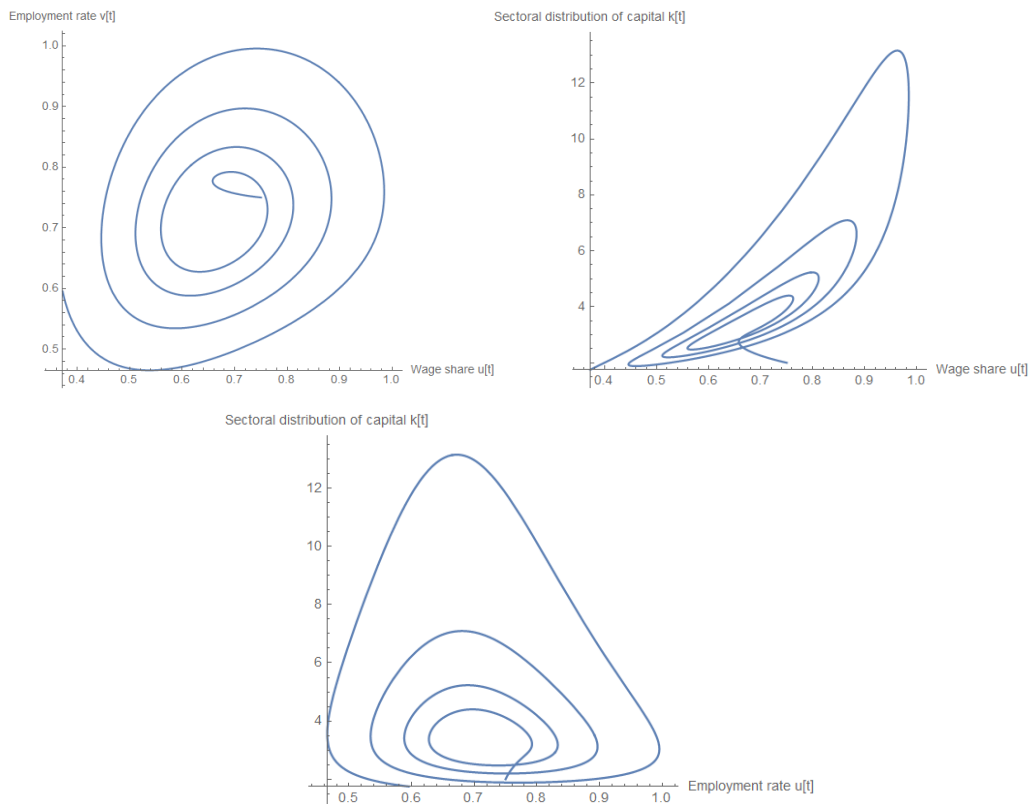 Employment rate v[t]
1.0
0.9
0.8
0.7
0.6
0.5
0.4 0.5 0.6 0.7 0.8 0.9 1.0
Wage share u[t]
Sectoral distribution of capital k[t]
12
10
8
6
4
0.4 0.5 0.6 0.7 0.8 0.9 1.0
Wage share u[t]
Sectoral distribution of capital k[t]
12
10
8
6
4
0.5 0.6 0.7 0.8 0.9 1.0
Employment rate u[t]